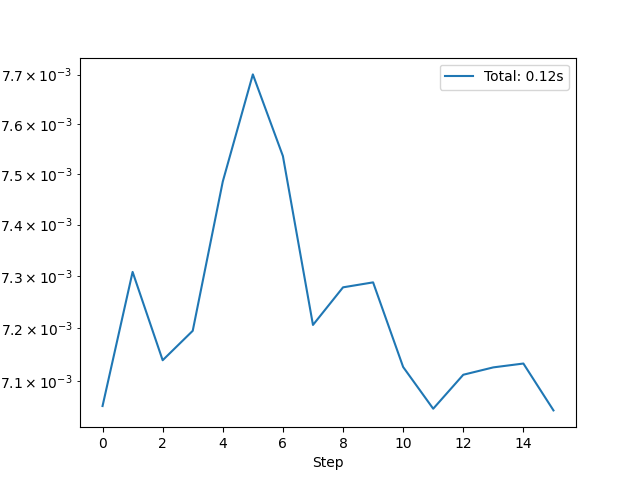 Total: 0.12s
7.7 × 10⁻³
7.6 × 10⁻³
7.5 × 10⁻³
7.4 × 10⁻³
7.3 × 10⁻³
7.2 × 10⁻³
7.1 × 10⁻³
0 2 4 6 8 10 12 14
Step